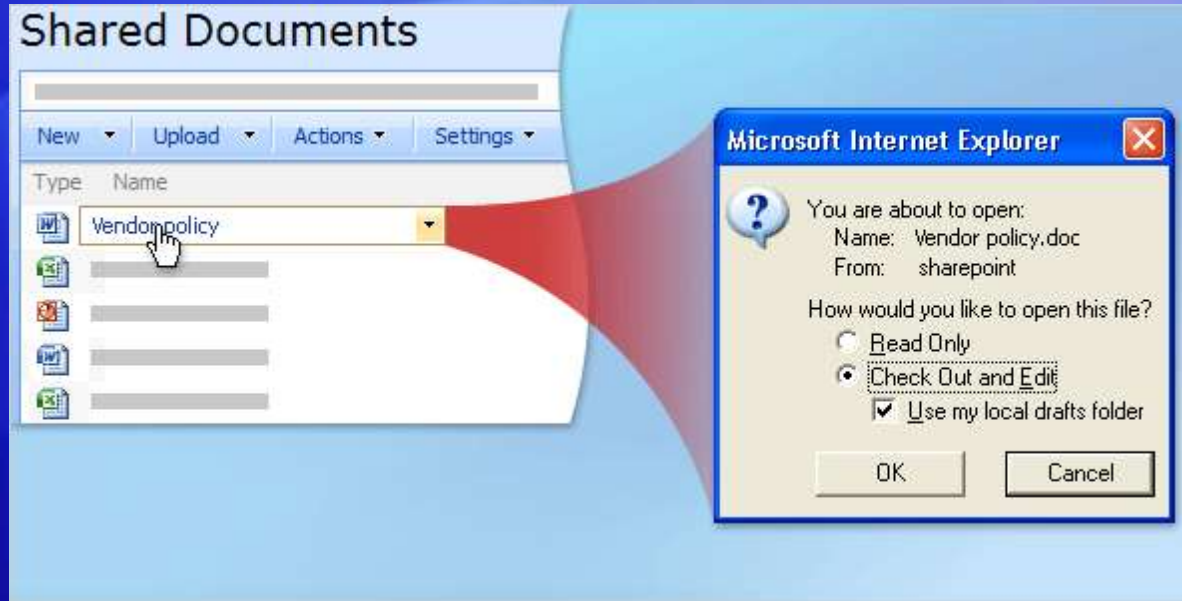 Shared Documents
New Upload Actions Settings
Type Name
Vendor policy
Microsoft Internet Explorer
You are about to open:
Name: Vendor policy.doc
From: sharepoint
How would you like to open this file?
Read Only
Check Out and Edit
Use my local drafts folder
OK Cancel